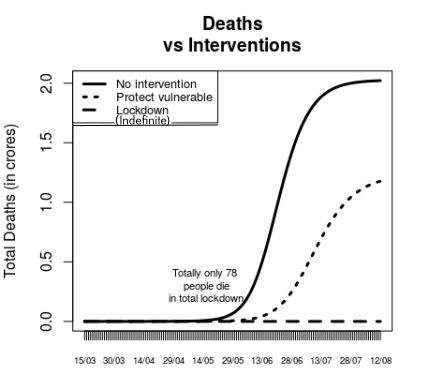 Deaths
vs Interventions
No intervention
Protect vulnerable
Lockdown
(Indefinite)
Total Deaths (in crores)
2.0
1.5
1.0
0.5
0.0
Totally only 78
people die
in total lockdown
15/03 30/03 14/04 29/04 14/05 29/05 13/06 28/06 13/07 28/07 12/08